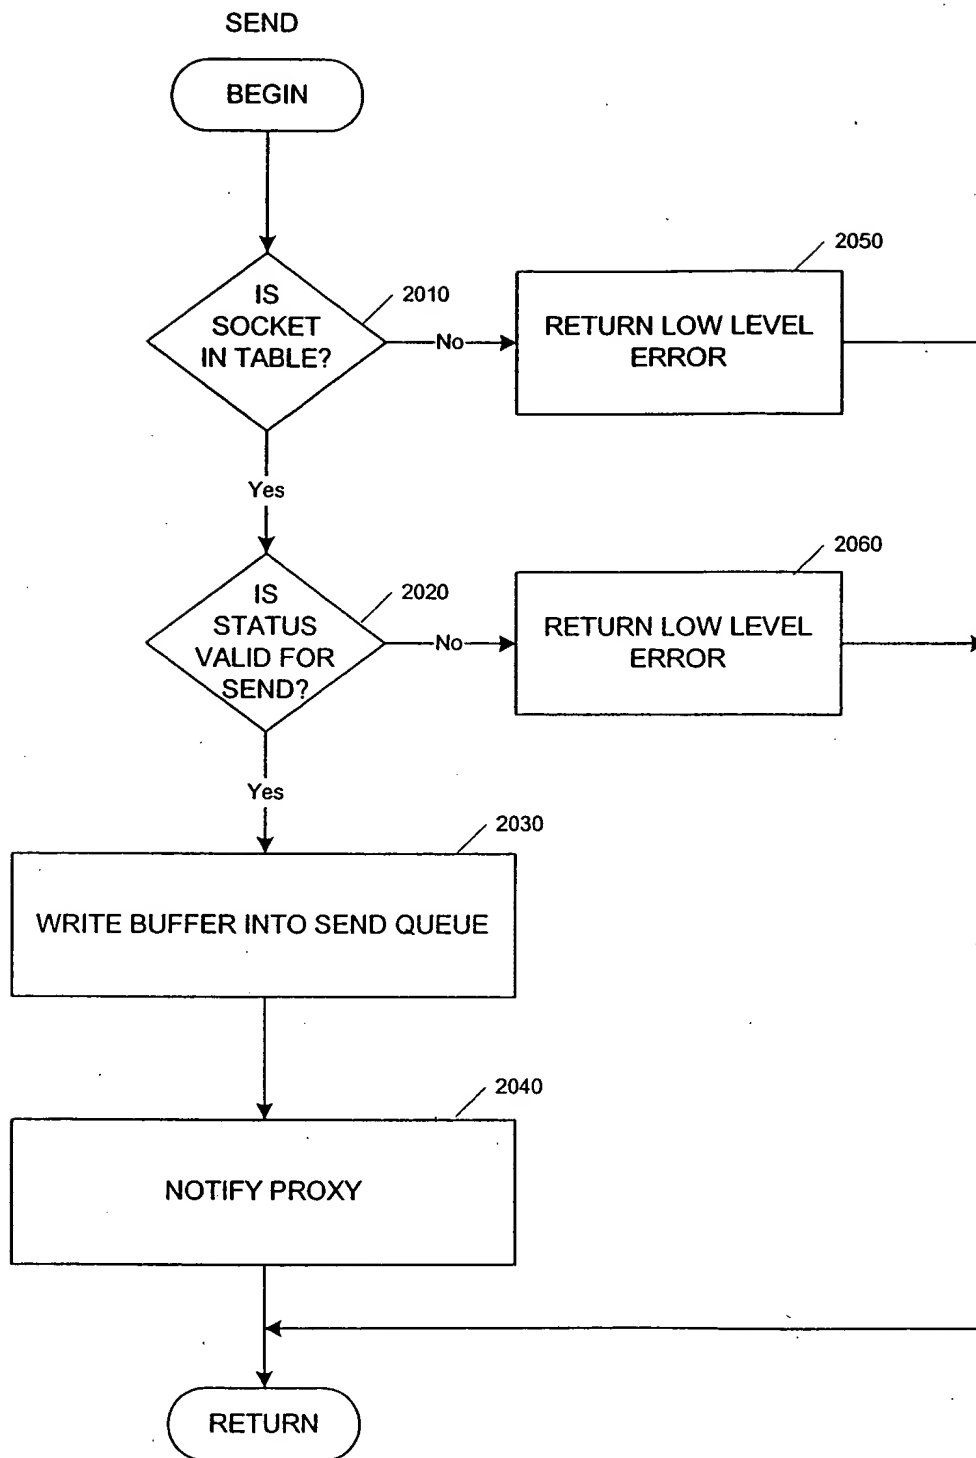 SEND
BEGIN
IS
SOCKET
IN TABLE?
2010
No
2050
RETURN LOW LEVEL
ERROR
Yes
IS
STATUS
VALID FOR
SEND?
2020
No
2060
RETURN LOW LEVEL
ERROR
Yes
2030
WRITE BUFFER INTO SEND QUEUE
2040
NOTIFY PROXY
RETURN